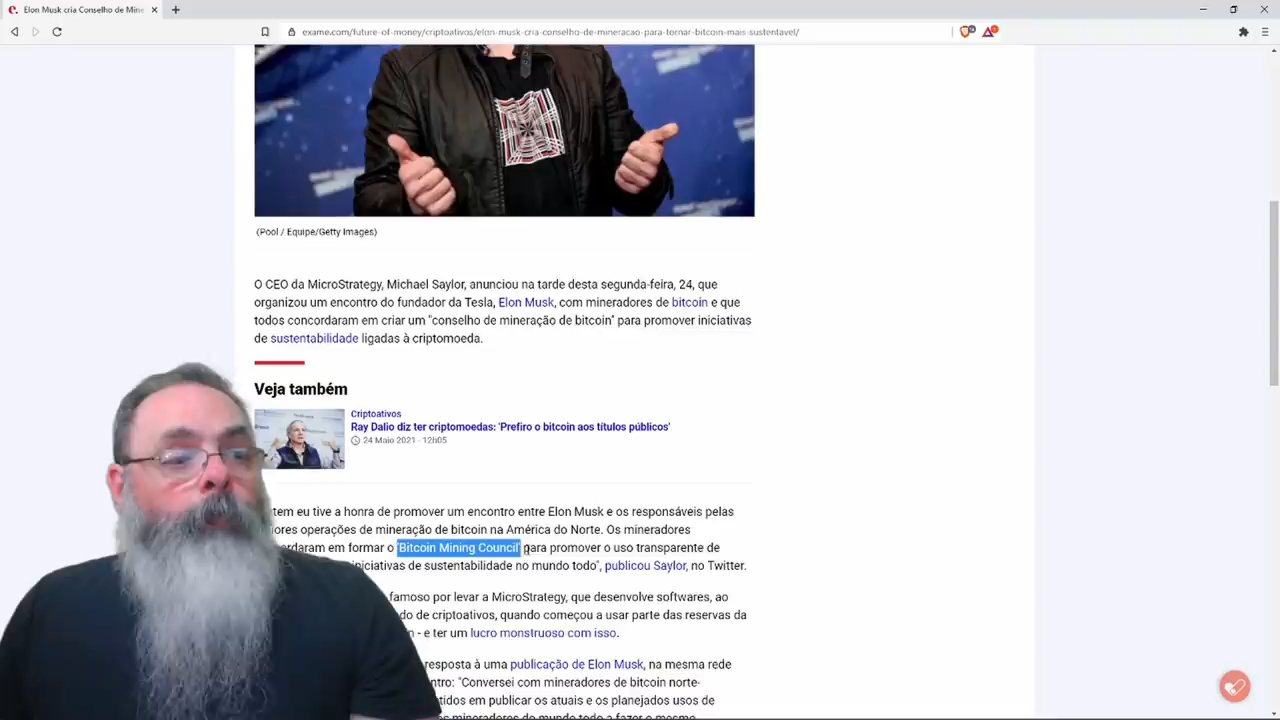 Elon Musk cria Conselho de Mine
exame.com/future-of-money/criptoativos/elon-musk-cria-conselho-de-mineracao-para-tornar-bitcoin-mais-sustentavel/
(Pool / Equipe/Getty Images)
O CEO da MicroStrategy, Michael Saylor, anunciou na tarde desta segunda-feira, 24, que
organizou um encontro do fundador da Tesla, Elon Musk, com mineradores de bitcoin e que
todos concordaram em criar um "conselho de mineração de bitcoin" para promover iniciativas
de sustentabilidade ligadas à criptomoeda.
Veja também
Criptoativos
Ray Dalio diz ter criptomoedas: 'Prefiro o bitcoin aos títulos públicos'
24 Maio 2021 - 12h05
tem eu tive a honra de promover um encontro entre Elon Musk e os responsáveis pelas
ores operações de mineração de bitcoin na América do Norte. Os mineradores
rdaram em formar o 'Bitcoin Mining Council' para promover o uso transparente de
iniciativas de sustentabilidade no mundo todo", publicou Saylor, no Twitter.
famoso por levar a MicroStrategy, que desenvolve softwares, ao
do de criptoativos, quando começou a usar parte das reservas da
n - e ter um lucro monstruoso com isso.
resposta à uma publicação de Elon Musk, na mesma rede
ntro: "Conversei com mineradores de bitcoin norte-
tidos em publicar os atuais e os planejados usos de
os mineradores do mundo todo a fazer o mesmo